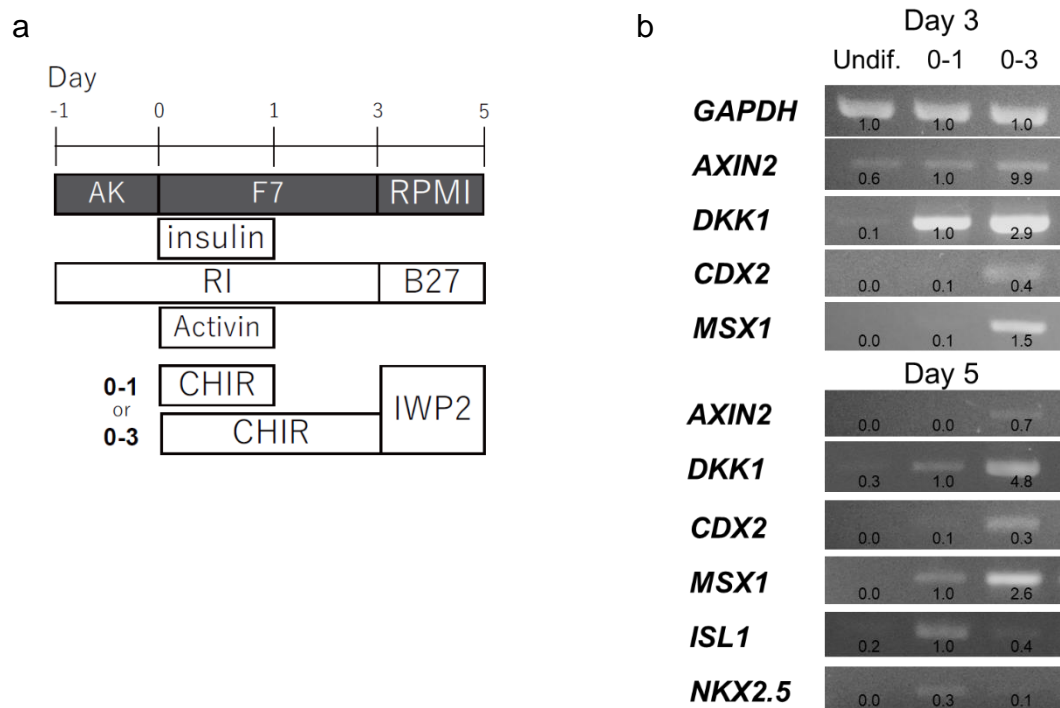 a
Day
-1 0 1 3 5
AK F7 RPMI
insulin
RI B27
Activin
0-1 CHIR
or
0-3 CHIR
IWP2
b
Day 3
Undif. 0-1 0-3
GAPDH 1.0 1.0 1.0
AXIN2 0.6 1.0 9.9
DKK1 0.1 1.0 2.9
CDX2 0.0 0.1 0.4
MSX1 0.0 0.1 1.5
Day 5
AXIN2 0.0 0.0 0.7
DKK1 0.3 1.0 4.8
CDX2 0.0 0.1 0.3
MSX1 0.0 1.0 2.6
ISL1 0.2 1.0 0.4
NKX2.5 0.0 0.3 0.1